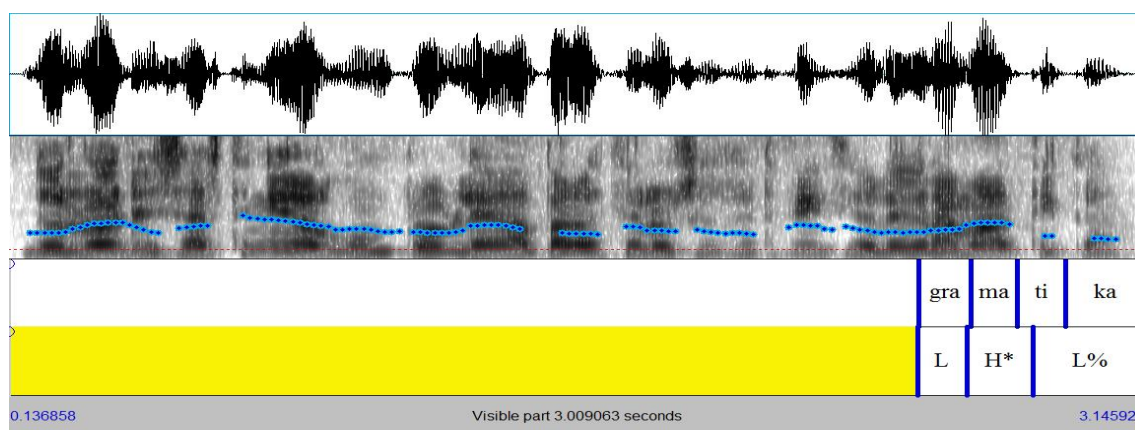 gra ma ti ka
L H* L%
0.136858 Visible part 3.009063 seconds 3.14592